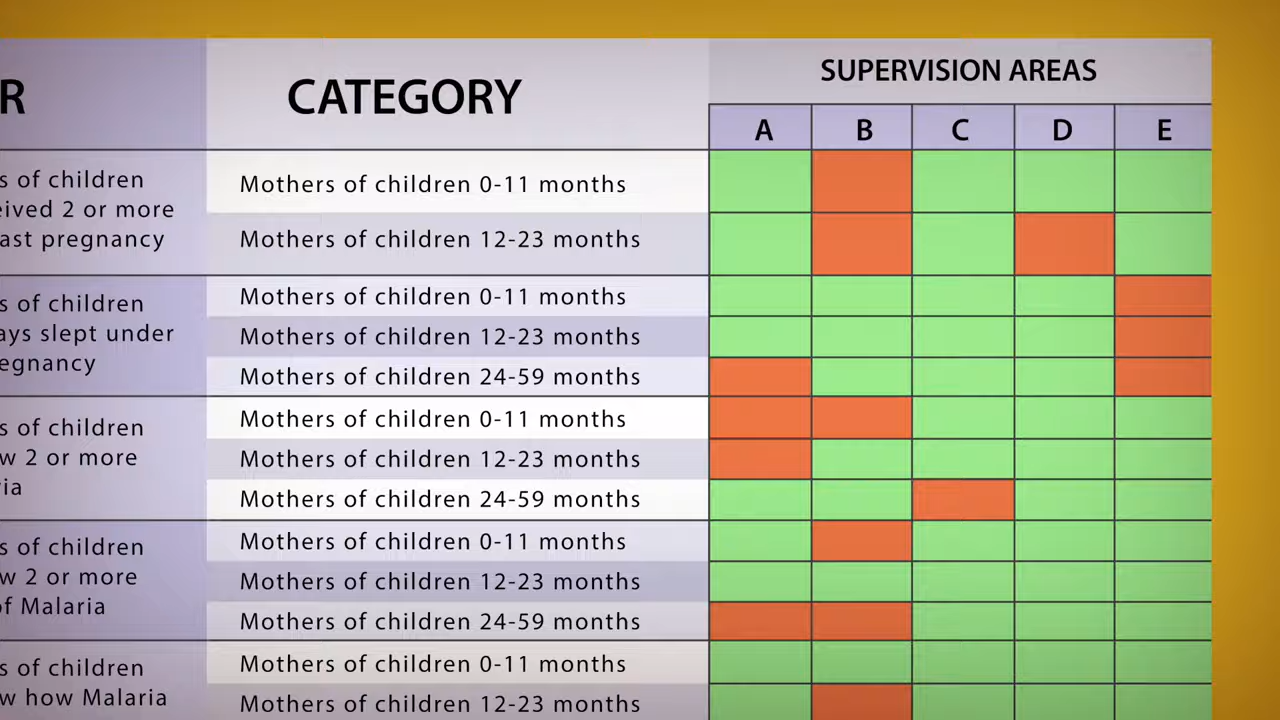 R
CATEGORY
SUPERVISION AREAS
A B C D E
s of children
eived 2 or more
ast pregnancy
Mothers of children 0-11 months
Mothers of children 12-23 months
s of children
ays slept under
egnancy
Mothers of children 0-11 months
Mothers of children 12-23 months
Mothers of children 24-59 months
s of children
w 2 or more
ia
Mothers of children 0-11 months
Mothers of children 12-23 months
Mothers of children 24-59 months
s of children
w 2 or more
of Malaria
Mothers of children 0-11 months
Mothers of children 12-23 months
Mothers of children 24-59 months
s of children
w how Malaria
Mothers of children 0-11 months
Mothers of children 12-23 months